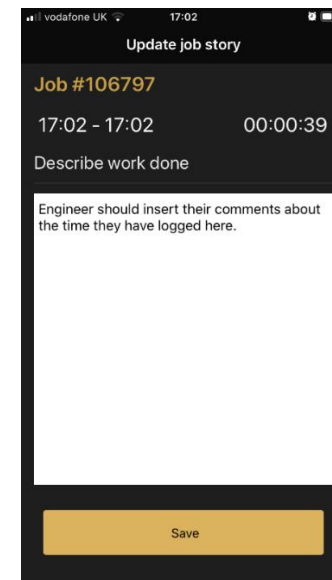 vodafone UK 17:02
Update job story
Job #106797
17:02 - 17:02 00:00:39
Describe work done
Engineer should insert their comments about
the time they have logged here.
Save